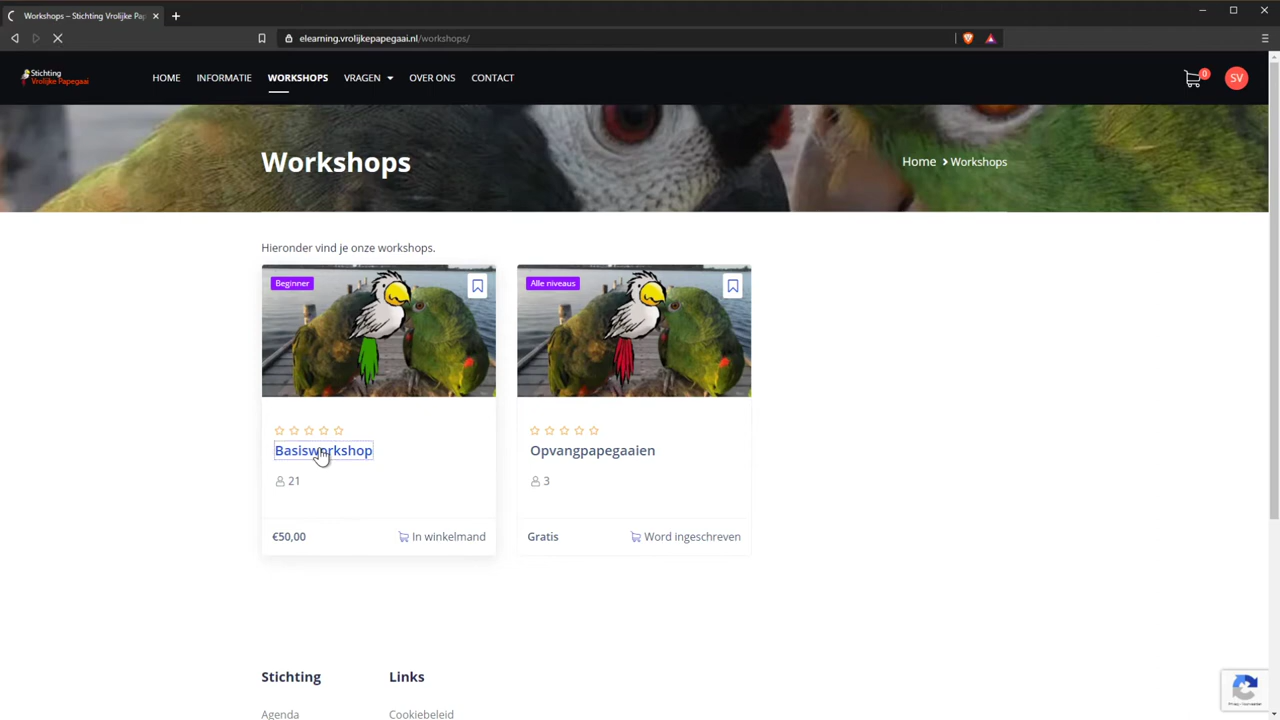 Workshops – Stichting Vrolijke Pap
elearning.vrolijkepapegaai.nl/workshops/
Stichting
Vrolijke Papegaai
HOME
INFORMATIE
WORKSHOPS
VRAGEN
OVER ONS
CONTACT
0
SV
Workshops
Home
Workshops
Hieronder vind je onze workshops.
Beginner
Alle niveaus
Basisworkshop
Opvangpapegaaien
21
3
€50,00
In winkelmand
Gratis
Word ingeschreven
Stichting
Links
Agenda
Cookiebeleid